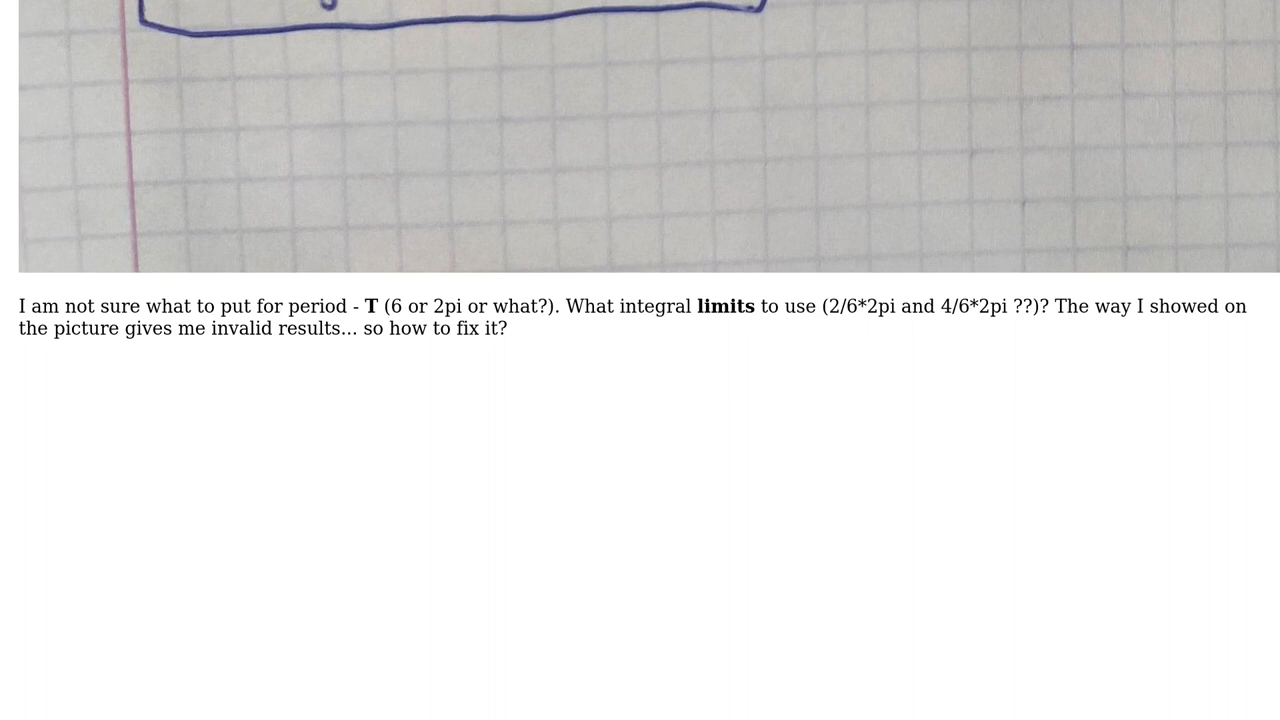 I am not sure what to put for period - T (6 or 2pi or what?). What integral limits to use (2/6*2pi and 4/6*2pi ??)? The way I showed on
the picture gives me invalid results... so how to fix it?